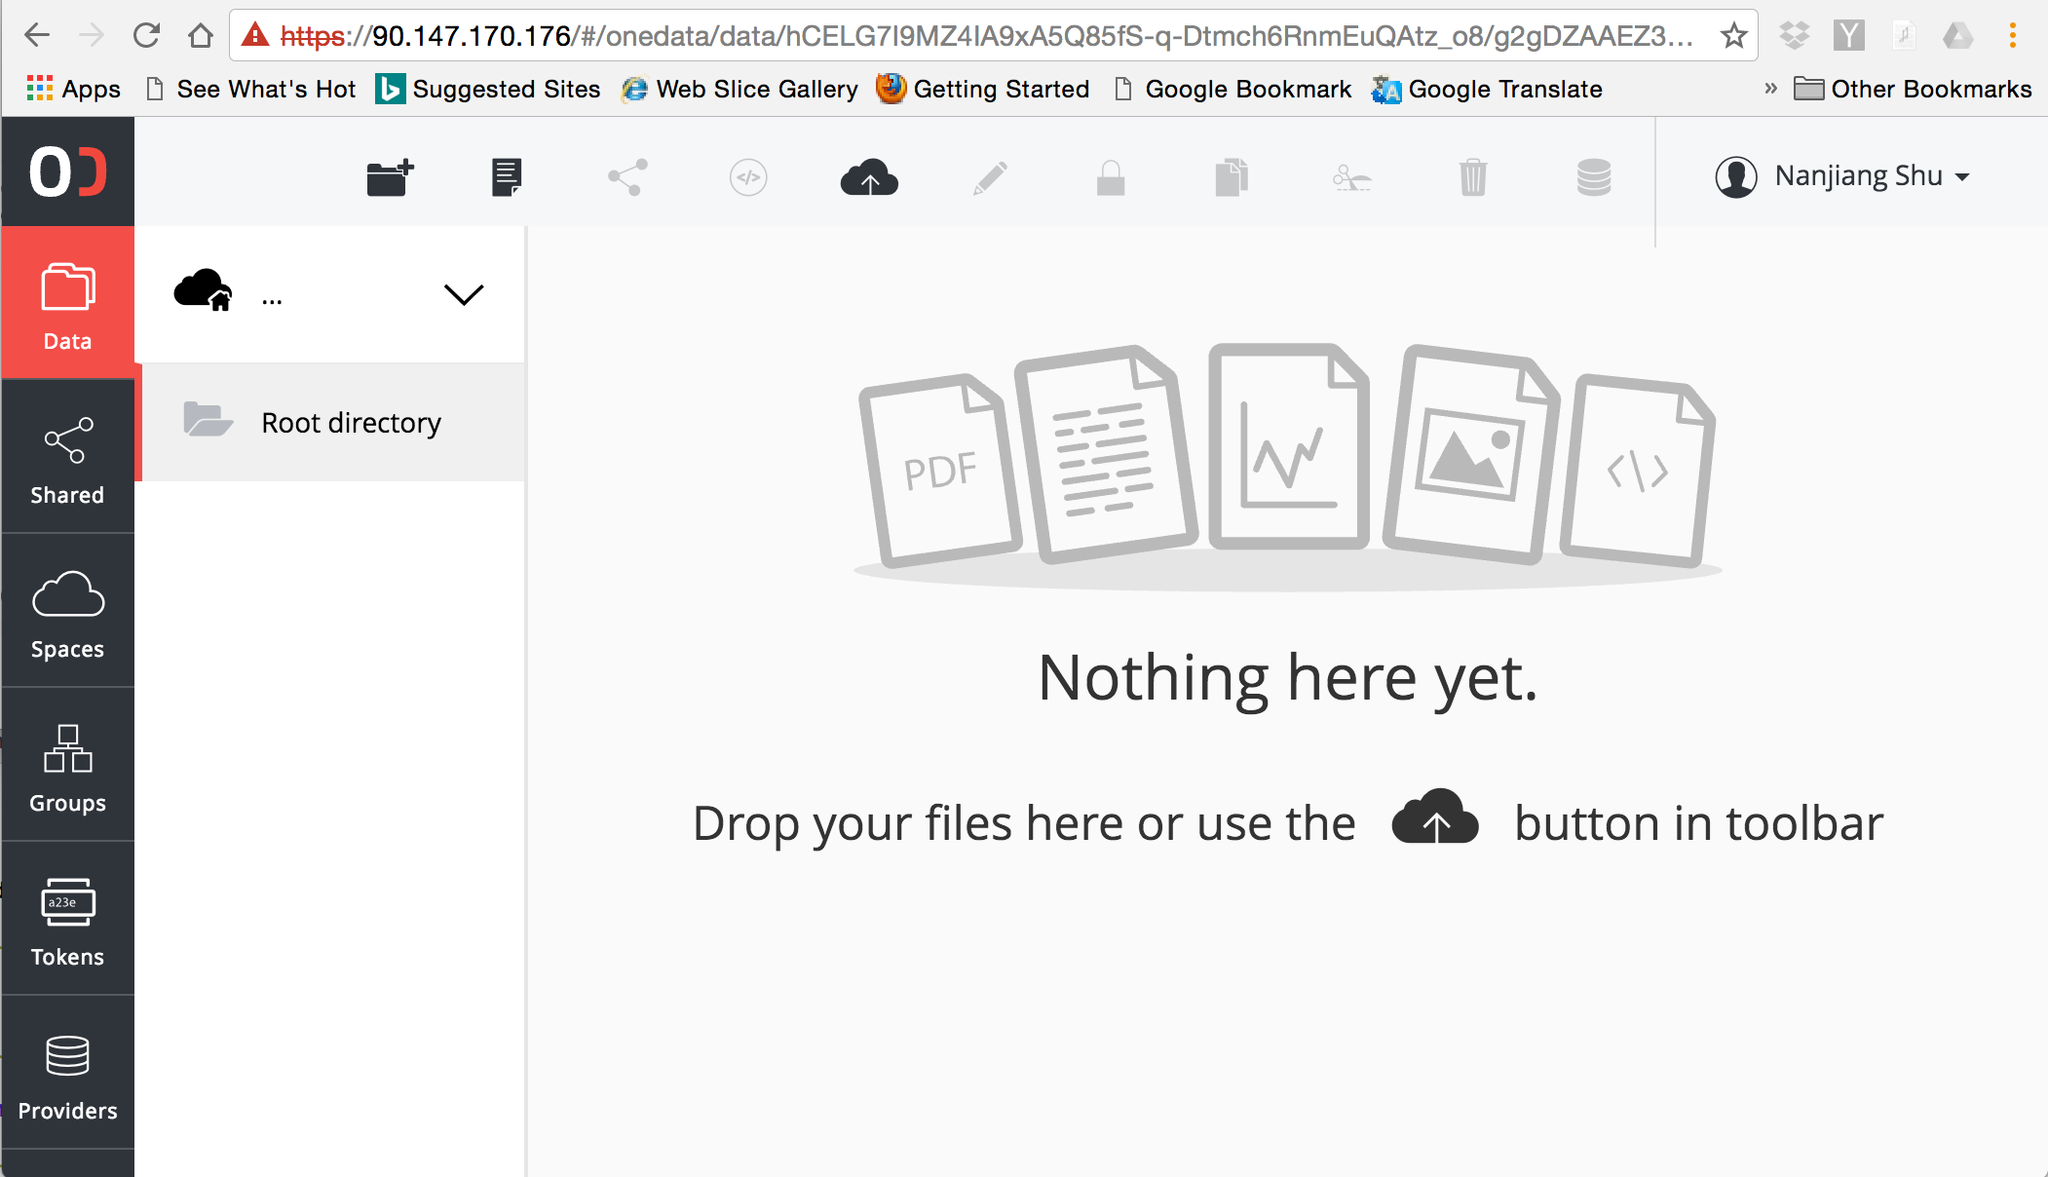 https://90.147.170.176/#/onedata/data/hCELG7I9MZ4IA9xA5Q85fS-q-Dtmch6RnmEuQAtz_o8/g2gDZAAEZ3...
Apps See What's Hot Suggested Sites Web Slice Gallery Getting Started Google Bookmark Google Translate » Other Bookmarks
Nanjiang Shu
Data
...
Root directory
Shared
Spaces
Groups
a23e
Tokens
Providers
PDF
</>
Nothing here yet.
Drop your files here or use the button in toolbar